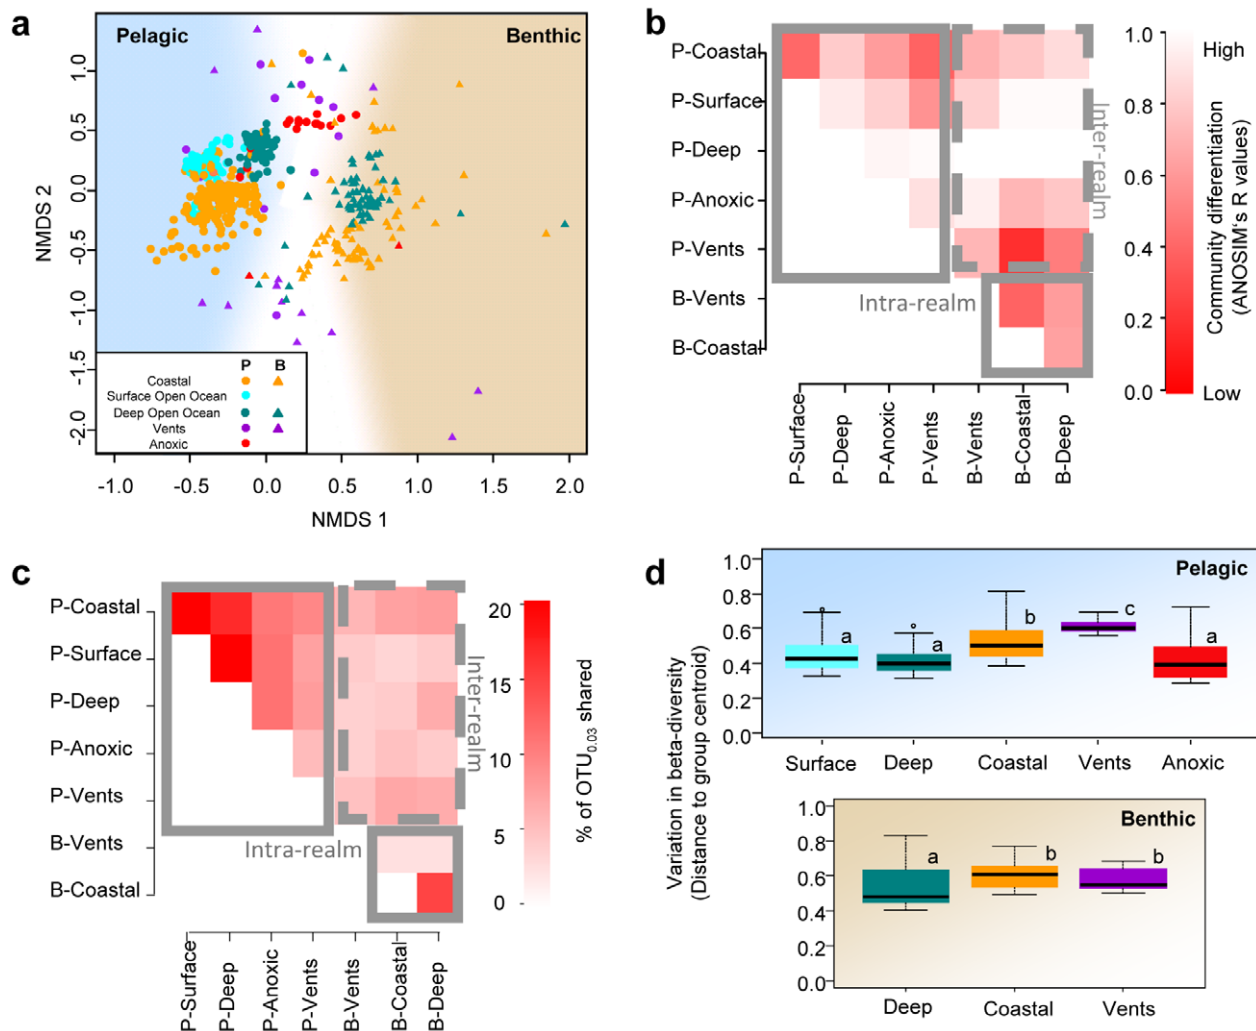 a
Pelagic
Benthic
NMDS 2
1.0
0.5
0.0
-0.5
-1.0
-1.5
-2.0
P B
Coastal
Surface Open Ocean
Deep Open Ocean
Vents
Anoxic
-1.0 -0.5 0.0 0.5 1.0 1.5 2.0
NMDS 1
b
P-Coastal
P-Surface
P-Deep
P-Anoxic
P-Vents
B-Vents
B-Coastal
Inter-realm
Intra-realm
P-Surface
P-Deep
P-Anoxic
P-Vents
B-Vents
B-Coastal
B-Deep
1.0
0.8
0.6
0.4
0.2
0.0
High
Low
Community differentiation
(ANOSIM's R values)
c
P-Coastal
P-Surface
P-Deep
P-Anoxic
P-Vents
B-Vents
B-Coastal
Inter-realm
Intra-realm
P-Surface
P-Deep
P-Anoxic
P-Vents
B-Vents
B-Coastal
B-Deep
20
15
10
5
0
% of OTU0.03 shared
d
Variation in beta-diversity
(Distance to group centroid)
Pelagic
1.0
0.8
0.6
0.4
0.2
0.0
a
a
b
c
a
Surface Deep Coastal Vents Anoxic
Benthic
1.0
0.8
0.6
0.4
0.2
0.0
a
b
b
Deep Coastal Vents